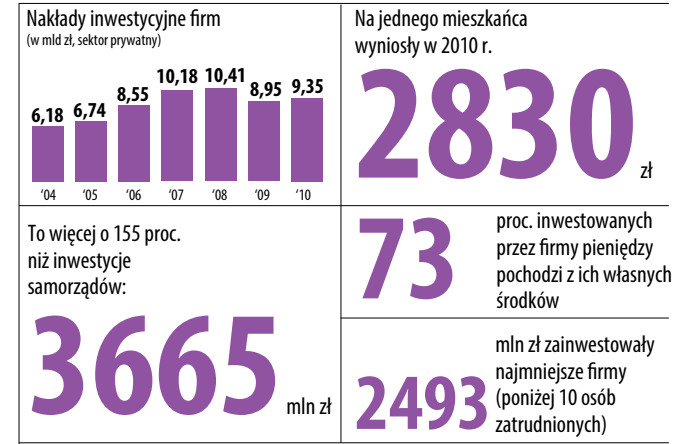 Nakłady inwestycyjne firm
(w mld zł, sektor prywatny)
6,18 6,74 8,55 10,18 10,41 8,95 9,35
‘04 ‘05 ‘06 ‘07 ‘08 ‘09 ‘10
Na jednego mieszkańca
wyniosły w 2010 r.
2830 zł
To więcej o 155 proc.
niż inwestycje
samorządów:
3665 mln zł
73
proc. inwestowanych
przez firmy pieniędzy
pochodzi z ich własnych
środków
2493
mln zł zainwestowały
najmniejsze firmy
(poniżej 10 osób
zatrudnionych)